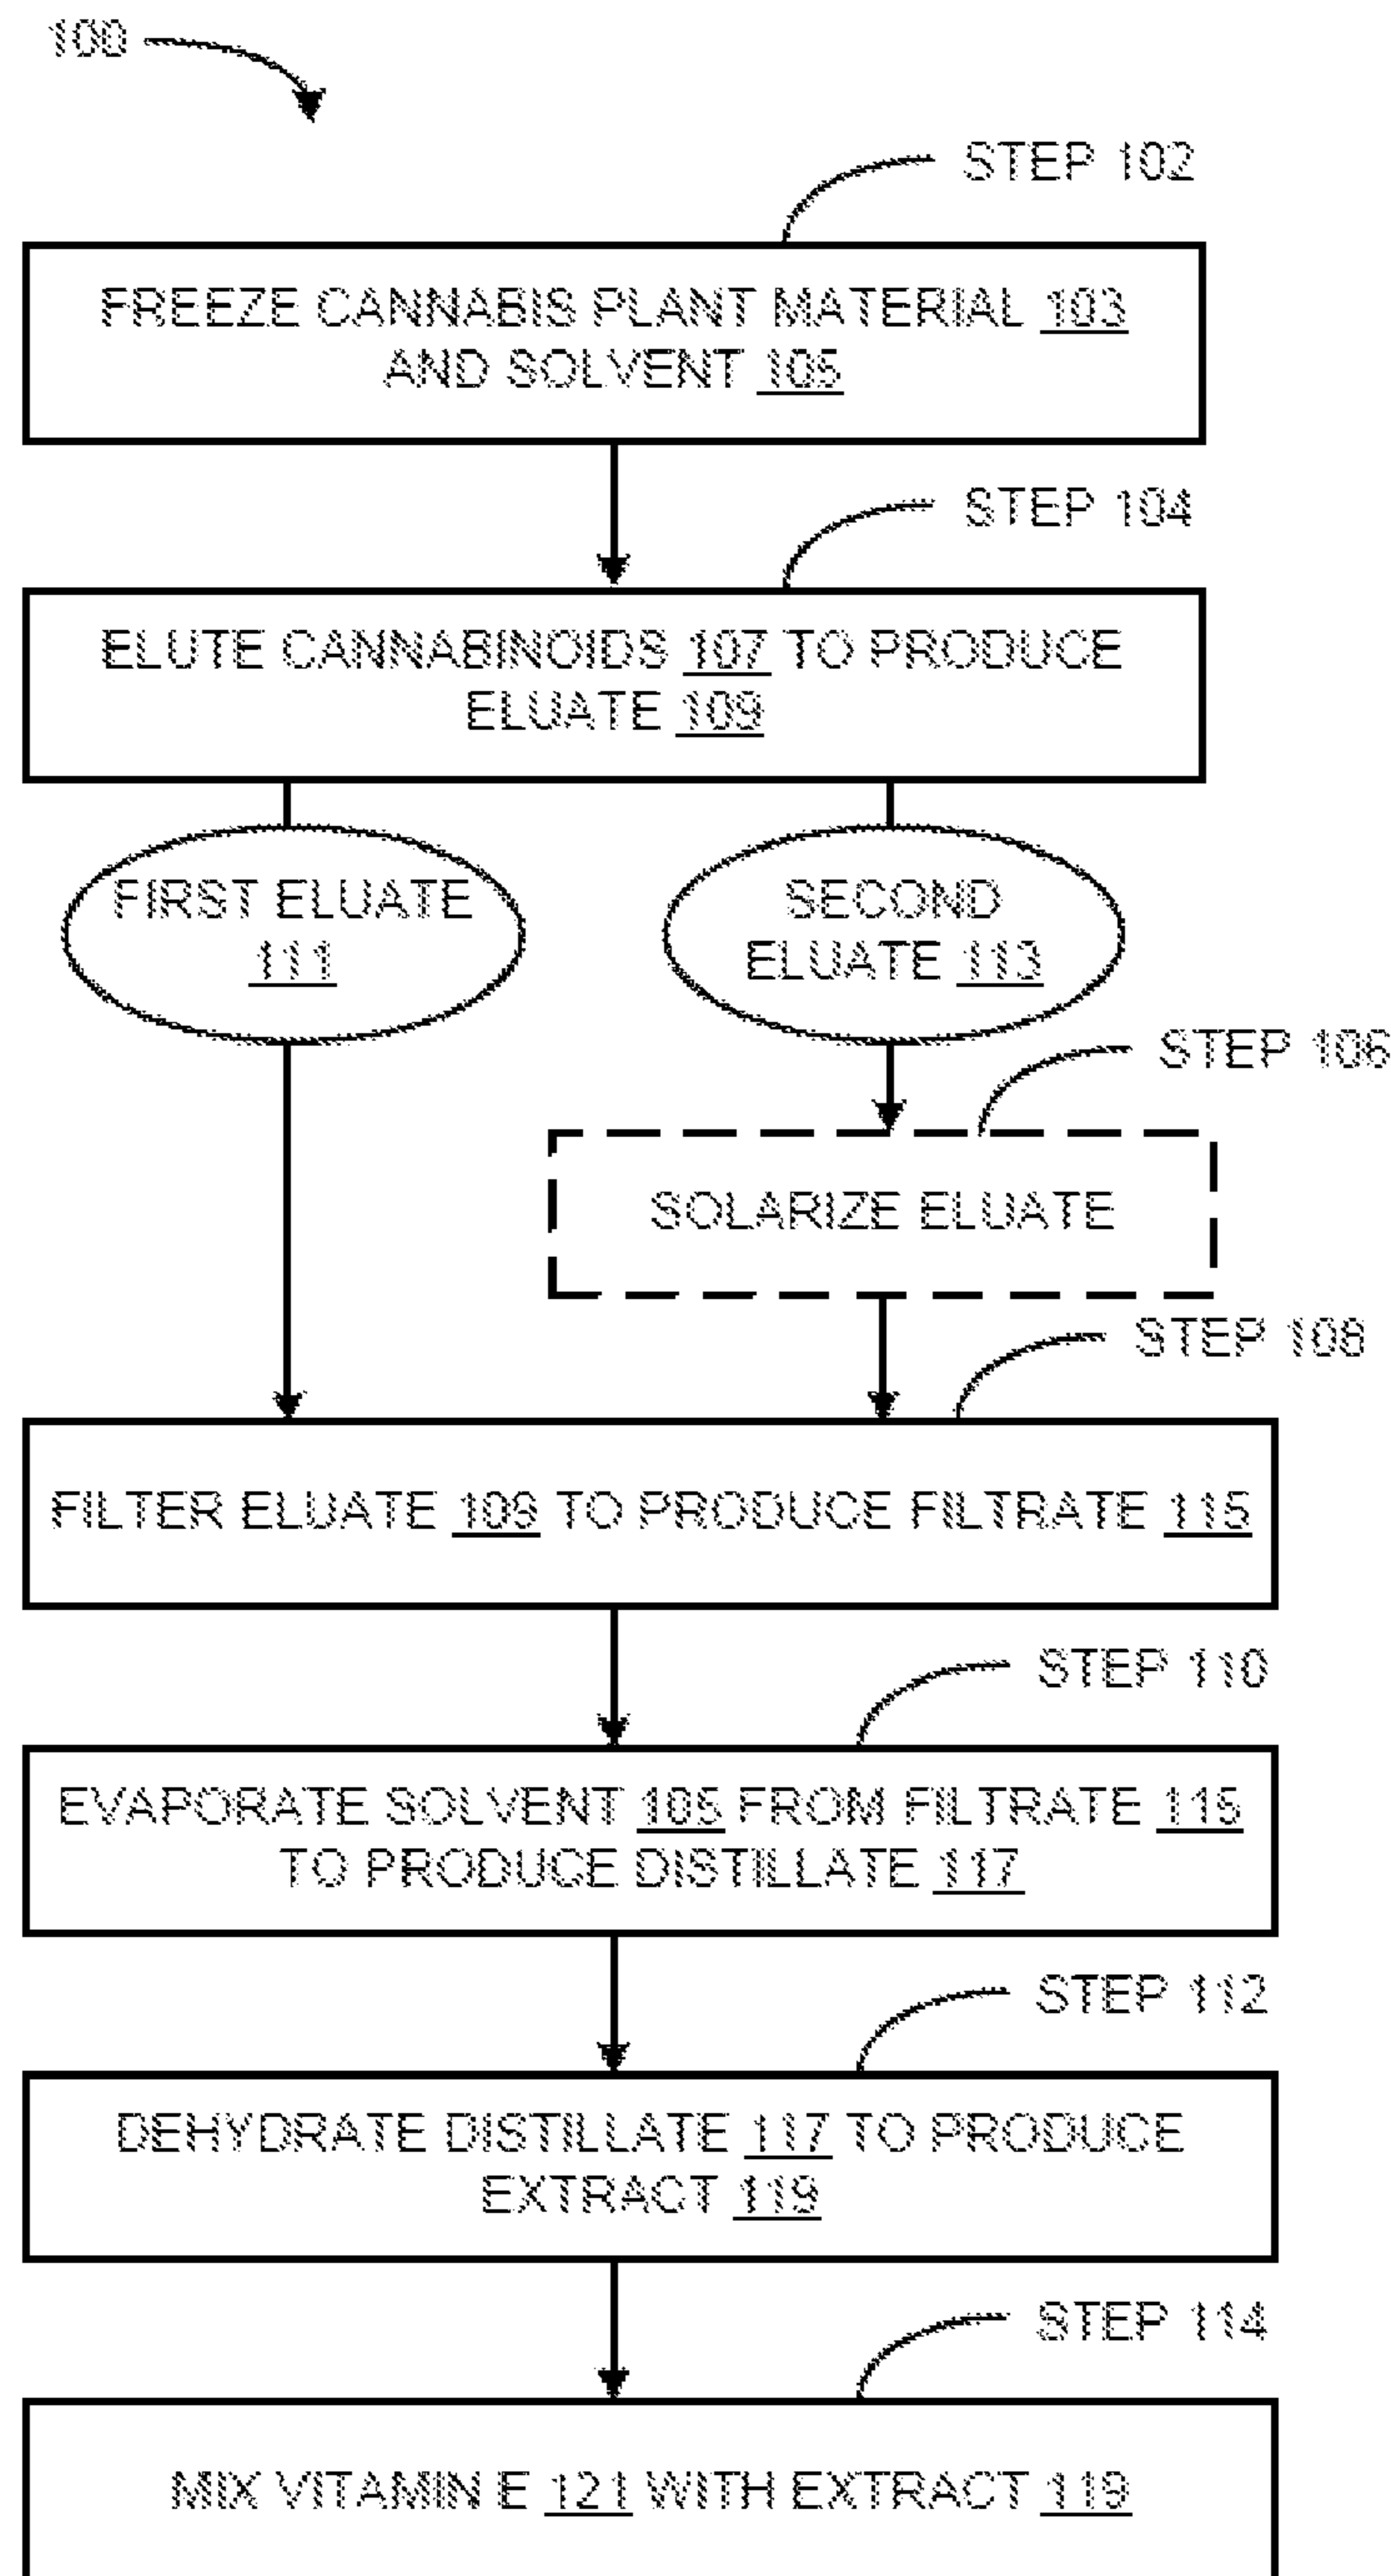 100
STEP 102
FREEZE CANNABIS PLANT MATERIAL 103
AND SOLVENT 105
STEP 104
ELUTE CANNABINOIDS 107 TO PRODUCE
ELUATE 109
FIRST ELUATE
111
SECOND
ELUATE 113
STEP 106
SOLARIZE ELUATE
STEP 108
FILTER ELUATE 109 TO PRODUCE FILTRATE 115
STEP 110
EVAPORATE SOLVENT 105 FROM FILTRATE 115
TO PRODUCE DISTILLATE 117
STEP 112
DEHYDRATE DISTILLATE 117 TO PRODUCE
EXTRACT 119
STEP 114
MIX VITAMIN E 121 WITH EXTRACT 119